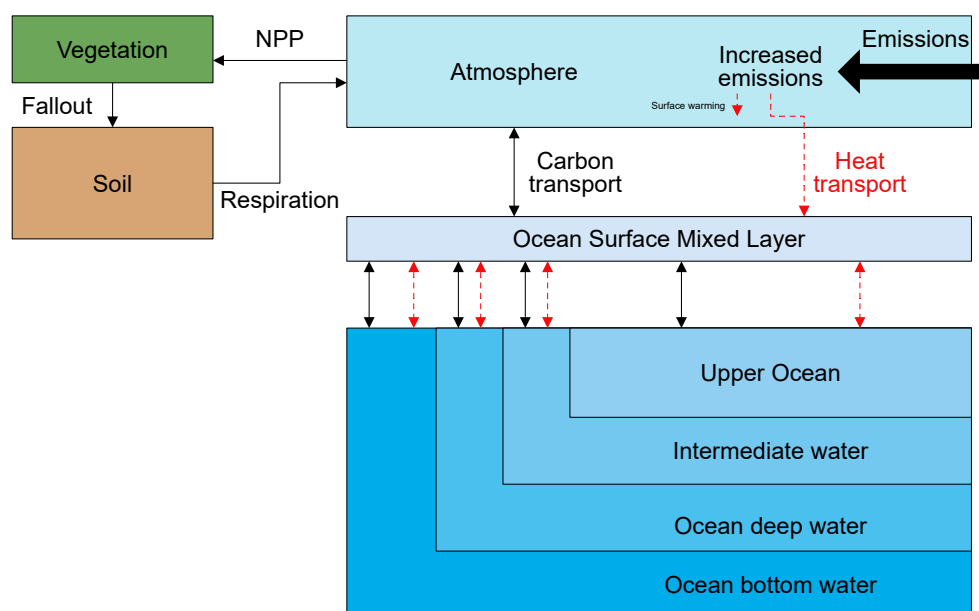 Vegetation
NPP
Atmosphere
Increased
emissions
Emissions
Surface warming
Fallout
Soil
Respiration
Carbon
transport
Heat
transport
Ocean Surface Mixed Layer
Upper Ocean
Intermediate water
Ocean deep water
Ocean bottom water